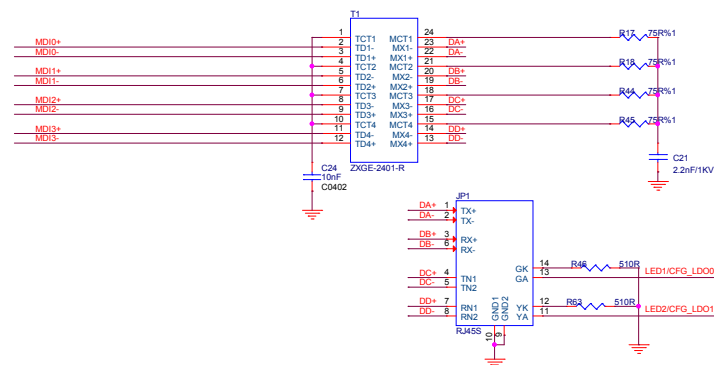 T1
1 TCT1 MCT1 24 R17 75R%1
MDI0+ 2 TD1- MX1- 23 DA+
MDI0- 3 TD1+ MX1+ 22 DA-
4 TCT2 MCT2 21 R18 75R%1
MDI1+ 5 TD2- MX2- 20 DB+
MDI1- 6 TD2+ MX2+ 19 DB-
7 TCT3 MCT3 18 R44 75R%1
MDI2+ 8 TD3- MX3- 17 DC+
MDI2- 9 TD3+ MX3+ 16 DC-
10 TCT4 MCT4 15 R45 75R%1
MDI3+ 11 TD4- MX4- 14 DD+
MDI3- 12 TD4+ MX4+ 13 DD-
ZXGE-2401-R
C24
10nF
C0402
C21
2.2nF/1KV
JP1
DA+ 1 TX+
DA- 2 TX-
DB+ 3 RX+
DB- 6 RX-
DC+ 4 TN1
DC- 5 TN2
DD+ 7 RN1
DD- 8 RN2
GK 14 R46 510R
GA 13 LED1/CFG_LDO0
YK 12 R63 510R
YA 11 LED2/CFG_LDO1
GND1
GND2
RJ45S
10
9